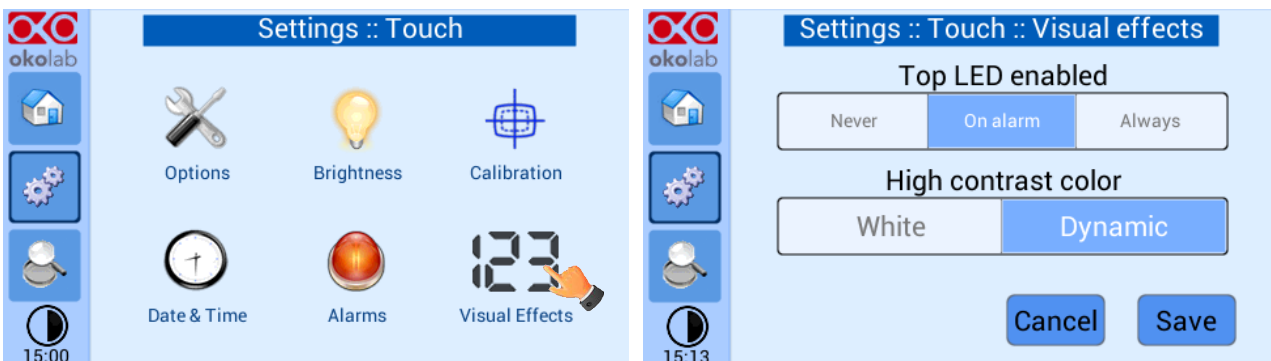 Settings :: Touch
okolab
Options
Brightness
Calibration
123
Date & Time
Alarms
Visual Effects
15:00
Settings :: Touch :: Visual effects
okolab
Top LED enabled
Never
On alarm
Always
High contrast color
White
Dynamic
Cancel
Save
15:13